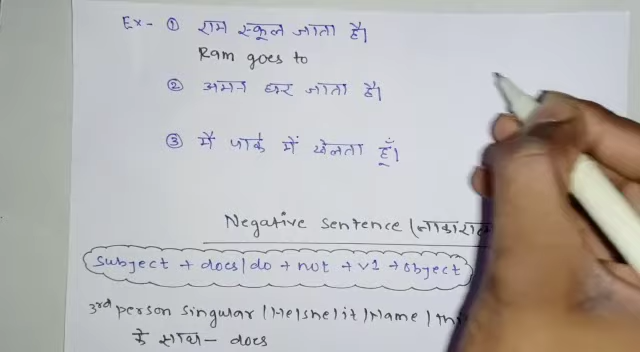 Ex- ① राम स्कूल जाता है।
Ram goes to
② अमन घर जाता है।
③ मैं पार्क में खेलता हूँ।
Negative sentence (नाकारात
subject + does/do + not + v1 + object
3rd person singular (He/she/it/Name/
के साथ - does